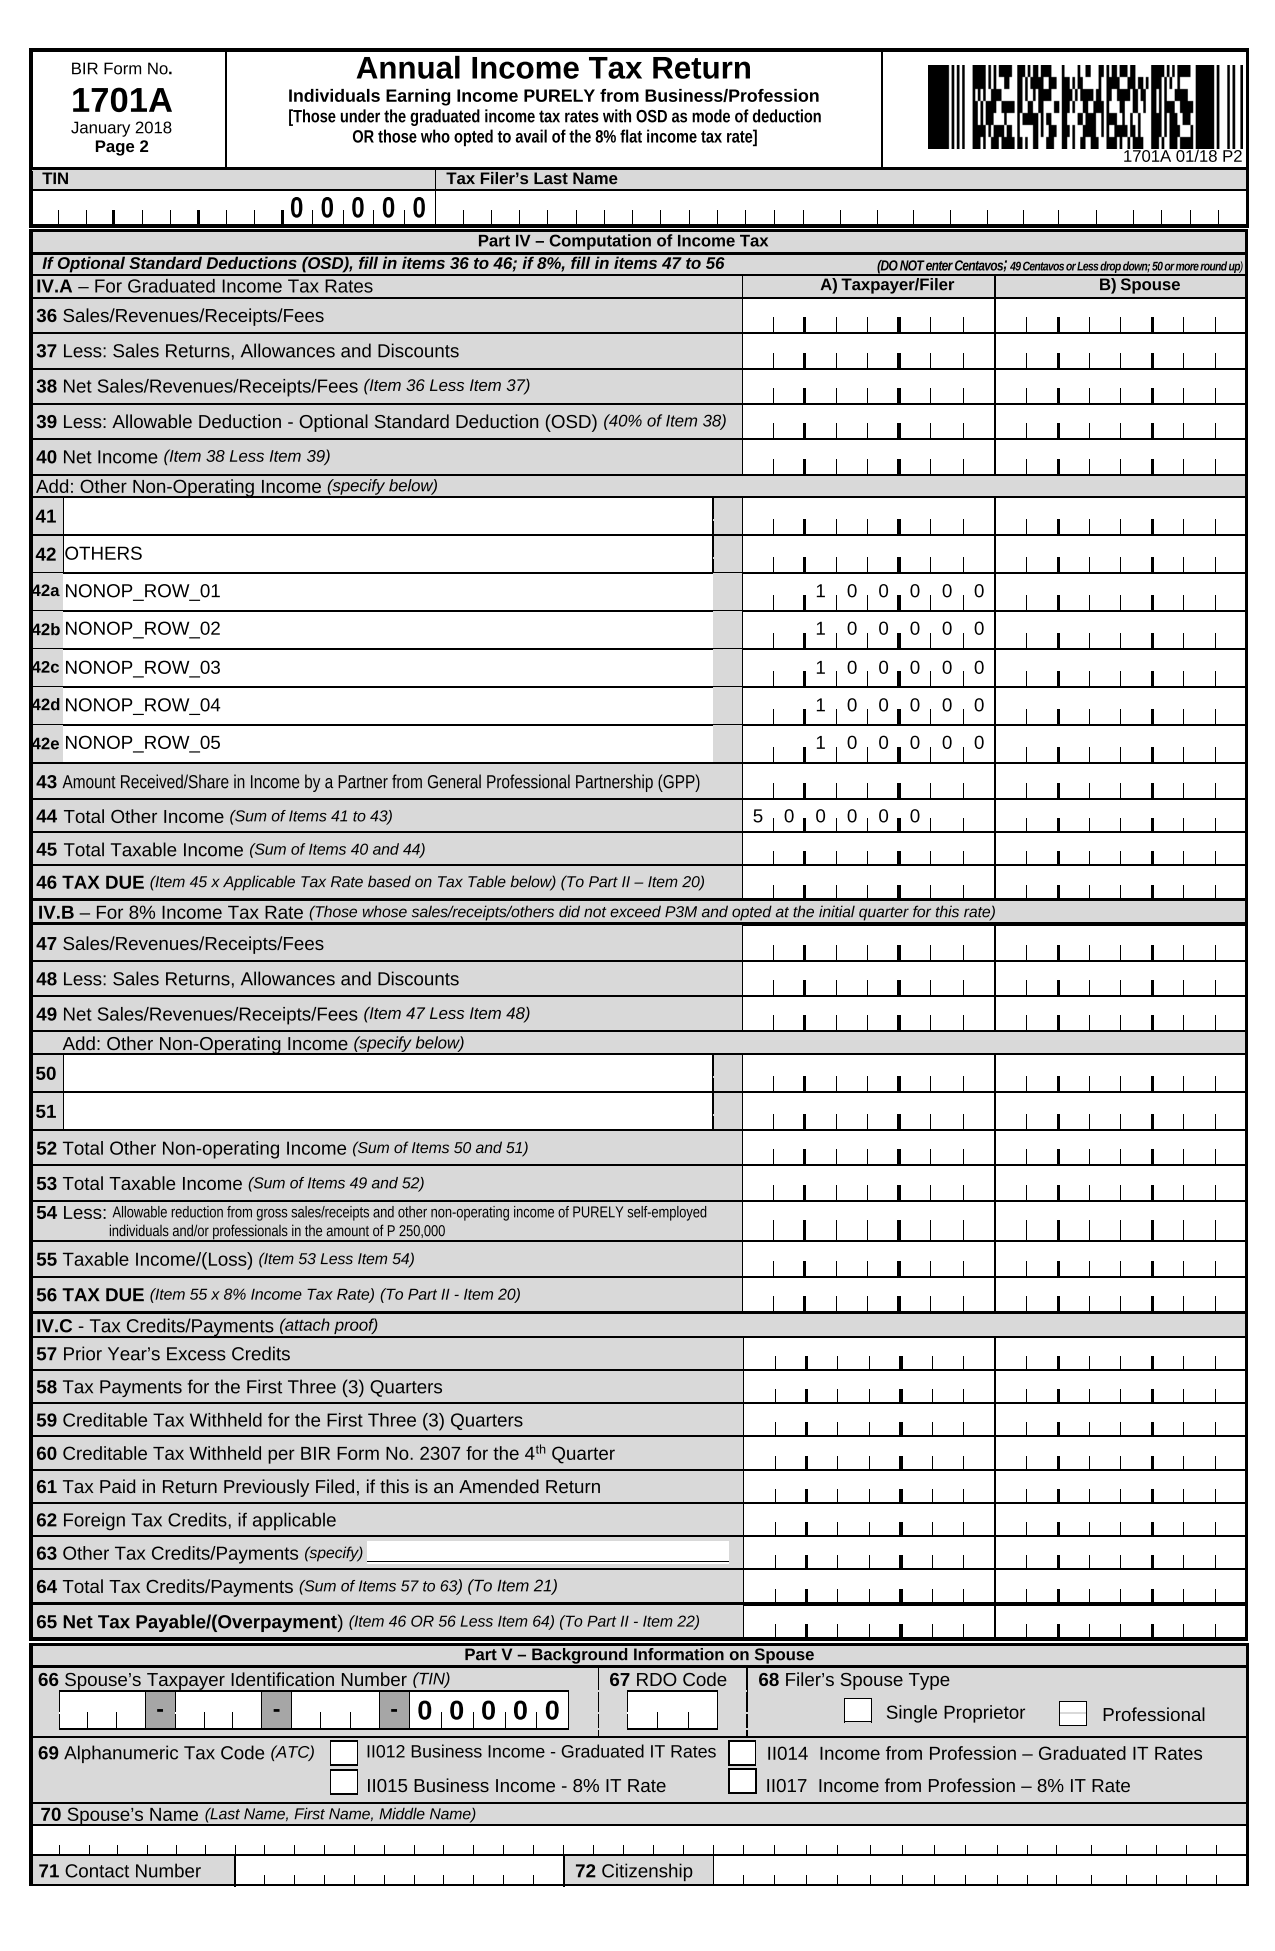 BIR Form No.
1701A
January 2018
Page 2
Annual Income Tax Return
Individuals Earning Income PURELY from Business/Profession
[Those under the graduated income tax rates with OSD as mode of deduction
OR those who opted to avail of the 8% flat income tax rate]
1701A 01/18 P2
TIN
Tax Filer's Last Name
0 0 0 0 0
Part IV – Computation of Income Tax
If Optional Standard Deductions (OSD), fill in items 36 to 46; if 8%, fill in items 47 to 56
(DO NOT enter Centavos; 49 Centavos or Less drop down; 50 or more round up)
IV.A – For Graduated Income Tax Rates
A) Taxpayer/Filer
B) Spouse
36 Sales/Revenues/Receipts/Fees
37 Less: Sales Returns, Allowances and Discounts
38 Net Sales/Revenues/Receipts/Fees (Item 36 Less Item 37)
39 Less: Allowable Deduction - Optional Standard Deduction (OSD) (40% of Item 38)
40 Net Income (Item 38 Less Item 39)
Add: Other Non-Operating Income (specify below)
41
42 OTHERS
42a NONOP_ROW_01 1 0 0 0 0 0
42b NONOP_ROW_02 1 0 0 0 0 0
42c NONOP_ROW_03 1 0 0 0 0 0
42d NONOP_ROW_04 1 0 0 0 0 0
42e NONOP_ROW_05 1 0 0 0 0 0
43 Amount Received/Share in Income by a Partner from General Professional Partnership (GPP)
44 Total Other Income (Sum of Items 41 to 43) 5 0 0 0 0 0
45 Total Taxable Income (Sum of Items 40 and 44)
46 TAX DUE (Item 45 x Applicable Tax Rate based on Tax Table below) (To Part II – Item 20)
IV.B – For 8% Income Tax Rate (Those whose sales/receipts/others did not exceed P3M and opted at the initial quarter for this rate)
47 Sales/Revenues/Receipts/Fees
48 Less: Sales Returns, Allowances and Discounts
49 Net Sales/Revenues/Receipts/Fees (Item 47 Less Item 48)
Add: Other Non-Operating Income (specify below)
50
51
52 Total Other Non-operating Income (Sum of Items 50 and 51)
53 Total Taxable Income (Sum of Items 49 and 52)
54 Less: Allowable reduction from gross sales/receipts and other non-operating income of PURELY self-employed
individuals and/or professionals in the amount of P 250,000
55 Taxable Income/(Loss) (Item 53 Less Item 54)
56 TAX DUE (Item 55 x 8% Income Tax Rate) (To Part II - Item 20)
IV.C - Tax Credits/Payments (attach proof)
57 Prior Year's Excess Credits
58 Tax Payments for the First Three (3) Quarters
59 Creditable Tax Withheld for the First Three (3) Quarters
60 Creditable Tax Withheld per BIR Form No. 2307 for the 4th Quarter
61 Tax Paid in Return Previously Filed, if this is an Amended Return
62 Foreign Tax Credits, if applicable
63 Other Tax Credits/Payments (specify)
64 Total Tax Credits/Payments (Sum of Items 57 to 63) (To Item 21)
65 Net Tax Payable/(Overpayment) (Item 46 OR 56 Less Item 64) (To Part II - Item 22)
Part V – Background Information on Spouse
66 Spouse's Taxpayer Identification Number (TIN)
67 RDO Code
68 Filer's Spouse Type
- - - 0 0 0 0 0
Single Proprietor
Professional
69 Alphanumeric Tax Code (ATC)
II012 Business Income - Graduated IT Rates
II014 Income from Profession – Graduated IT Rates
II015 Business Income - 8% IT Rate
II017 Income from Profession – 8% IT Rate
70 Spouse's Name (Last Name, First Name, Middle Name)
71 Contact Number
72 Citizenship